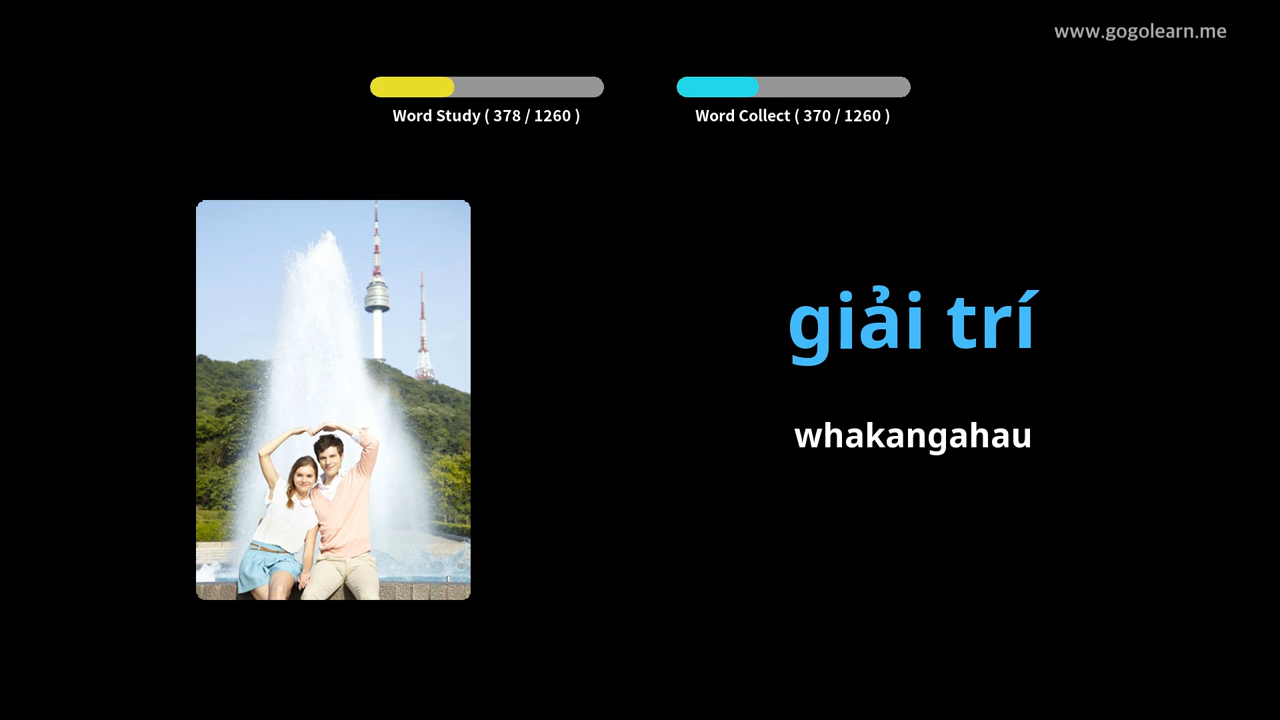 www.gogolearn.me
Word Study ( 378 / 1260 )
Word Collect ( 370 / 1260 )
giải trí
whakangahau